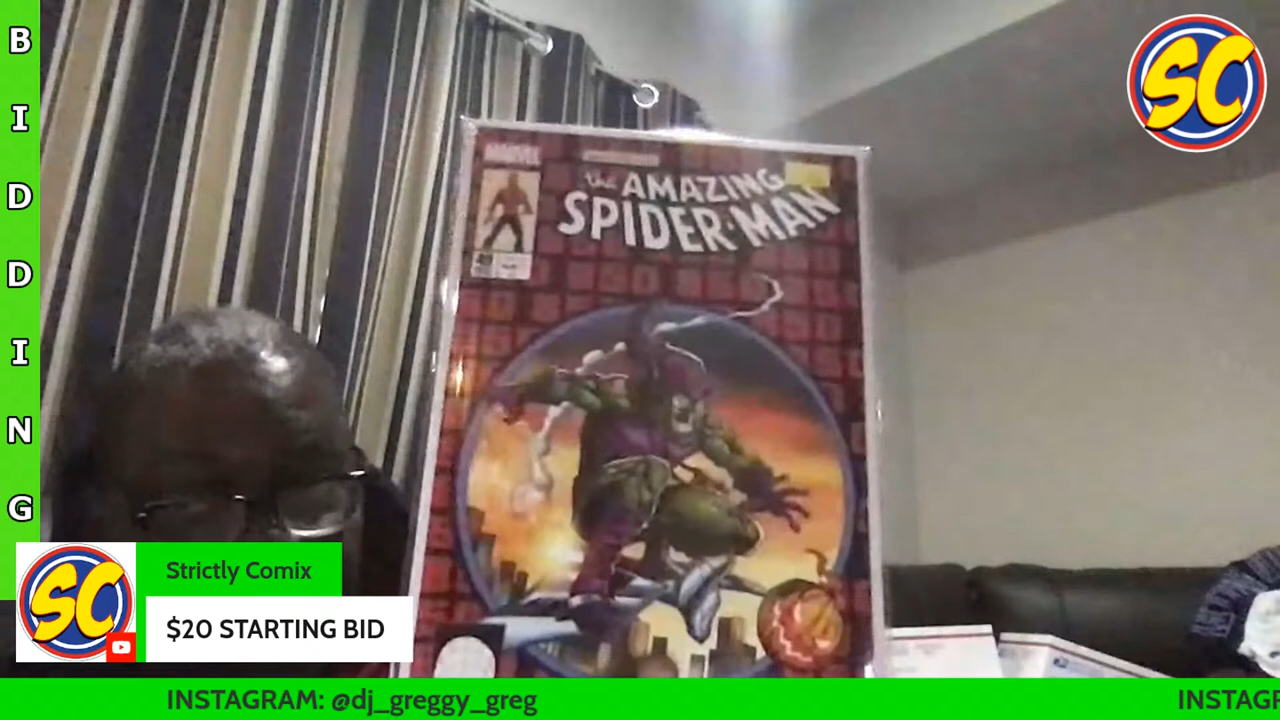 B
I
D
D
I
N
G
SC
MARVEL
the AMAZING
SPIDER-MAN
SC
Strictly Comix
$20 STARTING BID
INSTAGRAM: @dj_greggy_greg
INSTAGR